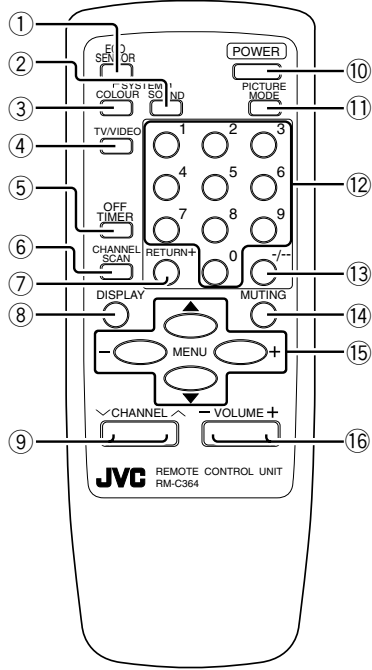 ① ECO SENSOR
POWER ⑩
② SYSTEM
③ COLOUR SOUND
PICTURE MODE ⑪
④ TV/VIDEO
1 2 3
4 5 6 ⑫
⑤ OFF TIMER
7 8 9
⑥ CHANNEL SCAN
⑦ RETURN+ 0 -/-- ⑬
⑧ DISPLAY ▲ MUTING ⑭
− MENU + ⑮
▼
⑨ CHANNEL − VOLUME + ⑯
JVC REMOTE CONTROL UNIT
RM-C364